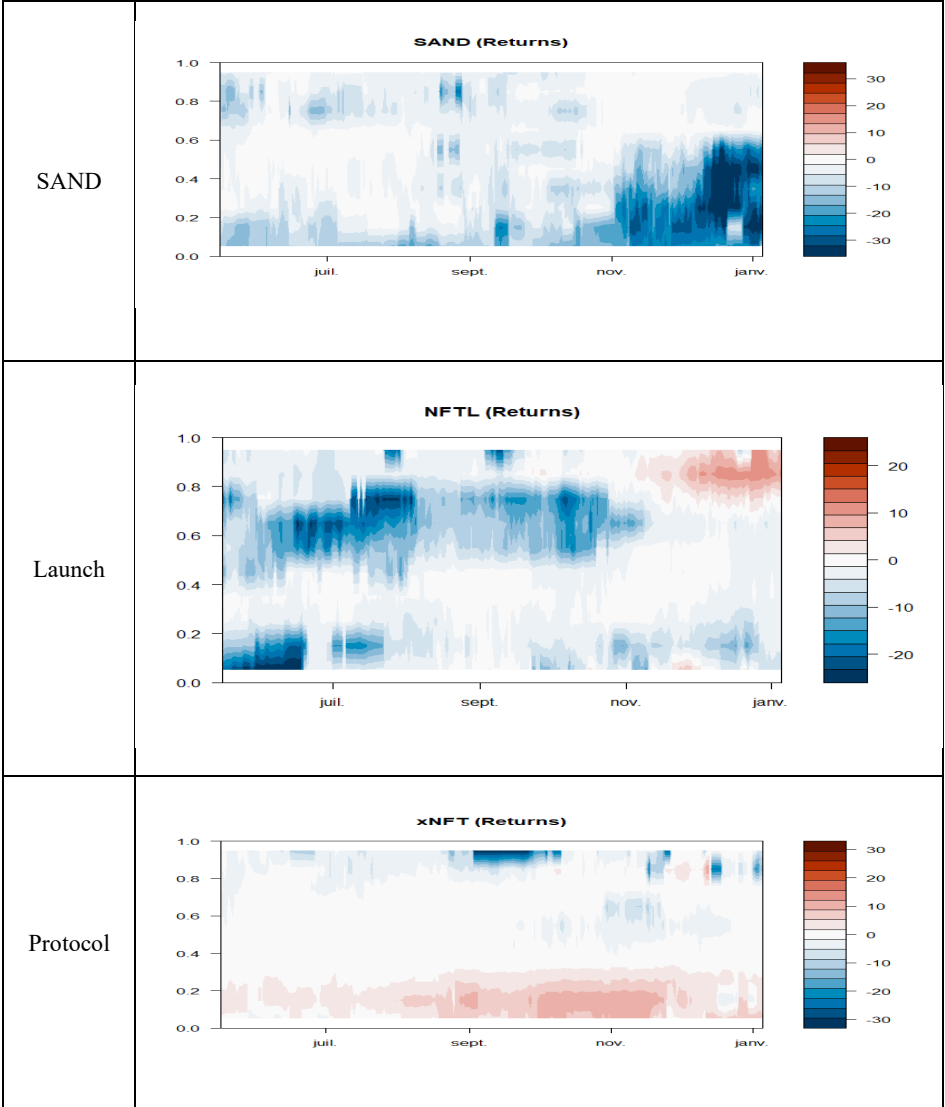 SAND
SAND (Returns)
1.0
0.8
0.6
0.4
0.2
0.0
juil.
sept.
nov.
janv.
30
20
10
0
-10
-20
-30
Launch
NFTL (Returns)
1.0
0.8
0.6
0.4
0.2
0.0
juil.
sept.
nov.
janv.
20
10
0
-10
-20
Protocol
xNFT (Returns)
1.0
0.8
0.6
0.4
0.2
0.0
juil.
sept.
nov.
janv.
30
20
10
0
-10
-20
-30